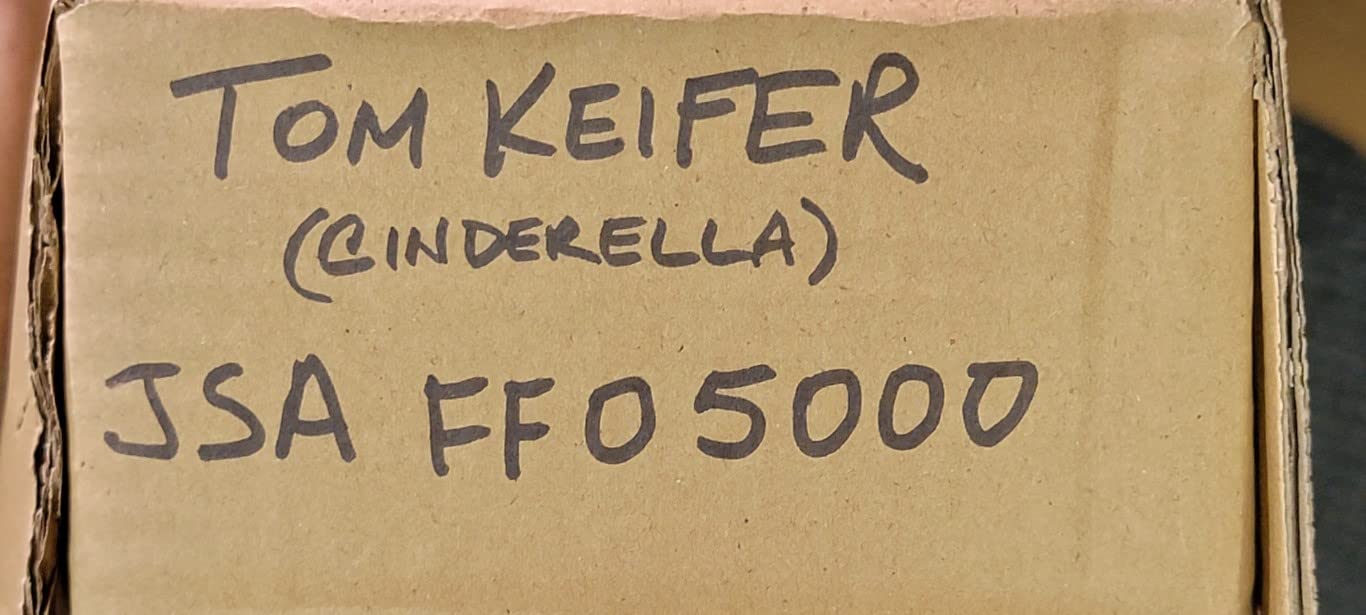 TOM KEIFER
(CINDERELLA)
JSA FF05000